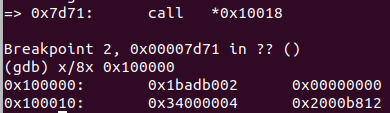 => 0x7d71: call *0x10018
Breakpoint 2, 0x00007d71 in ?? ()
(gdb) x/8x 0x100000
0x100000: 0x1badb002 0x00000000
0x100010: 0x34000004 0x2000b812